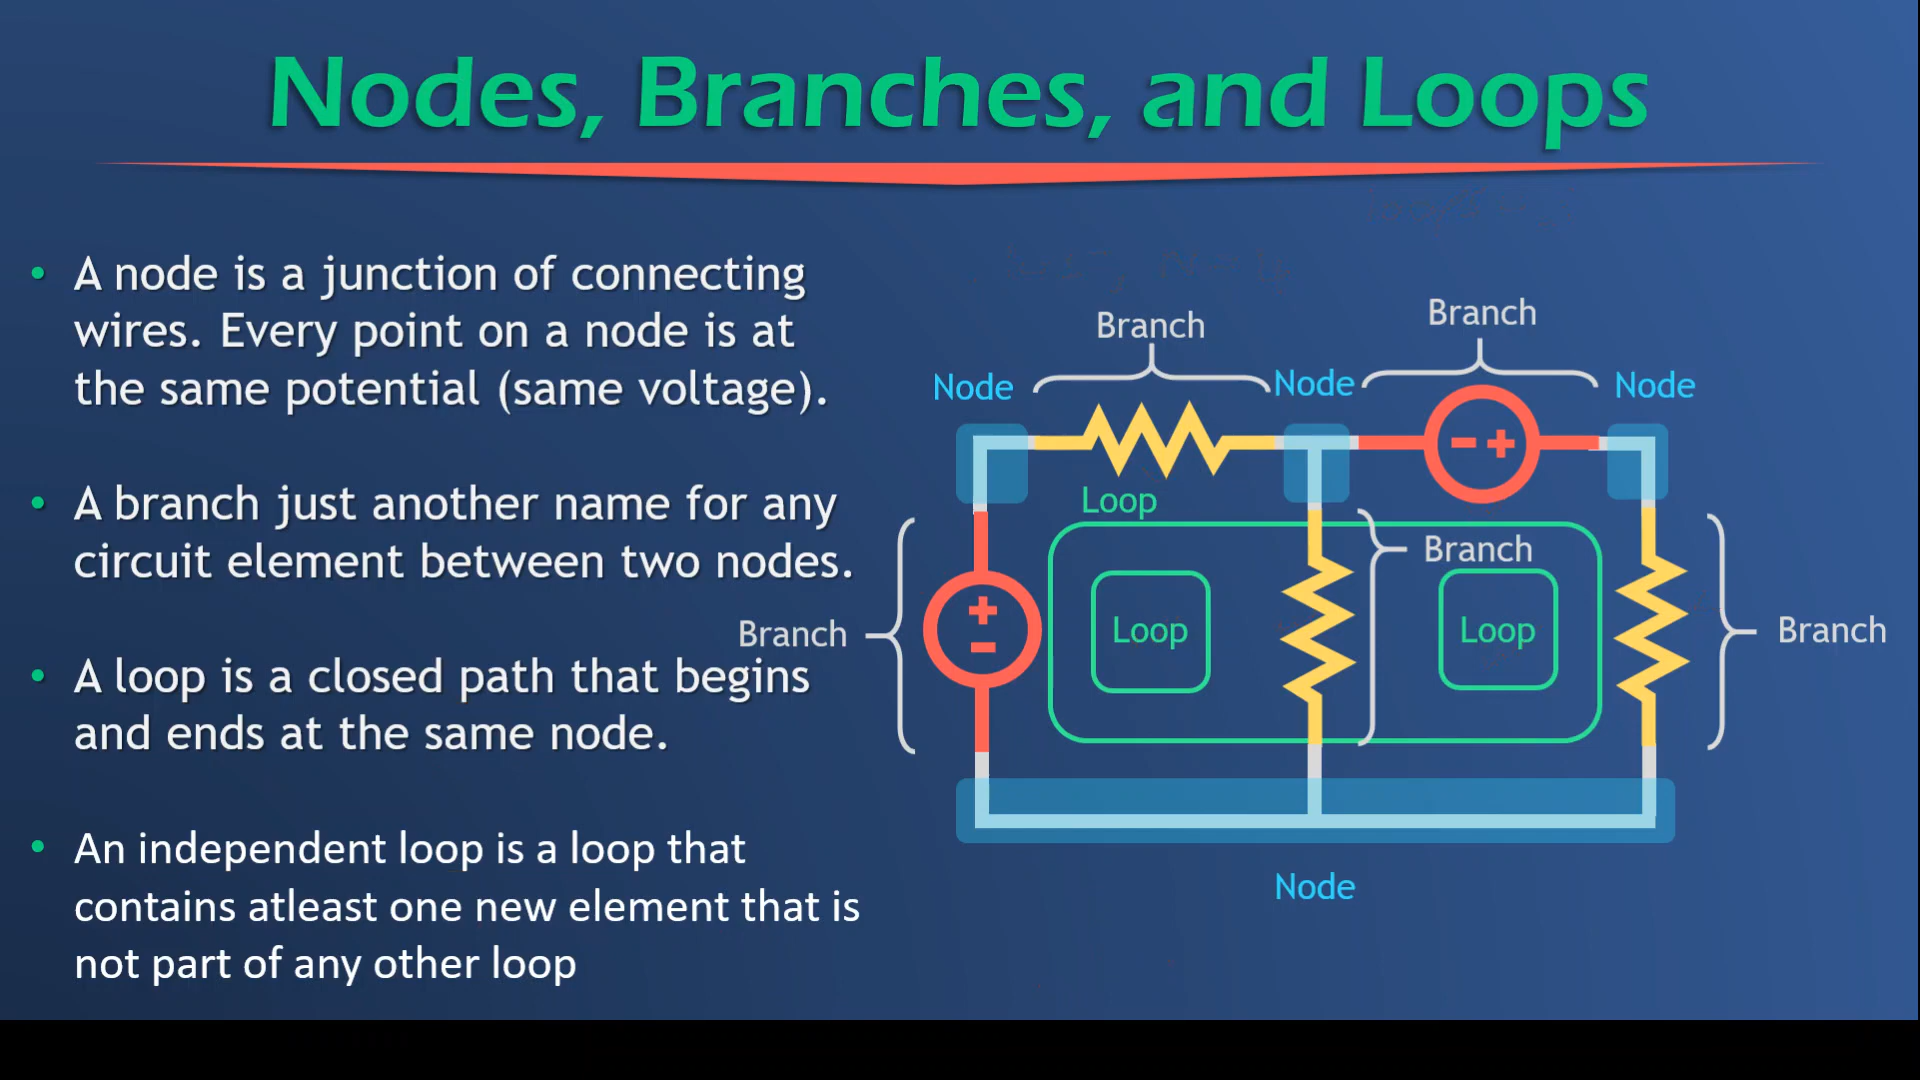 Nodes, Branches, and Loops
• A node is a junction of connecting
wires. Every point on a node is at
the same potential (same voltage).
• A branch just another name for any
circuit element between two nodes.
• A loop is a closed path that begins
and ends at the same node.
• An independent loop is a loop that
contains atleast one new element that is
not part of any other loop
Branch
Branch
Node
Node
Node
Loop
Branch
Branch
Loop
Loop
Branch
Node